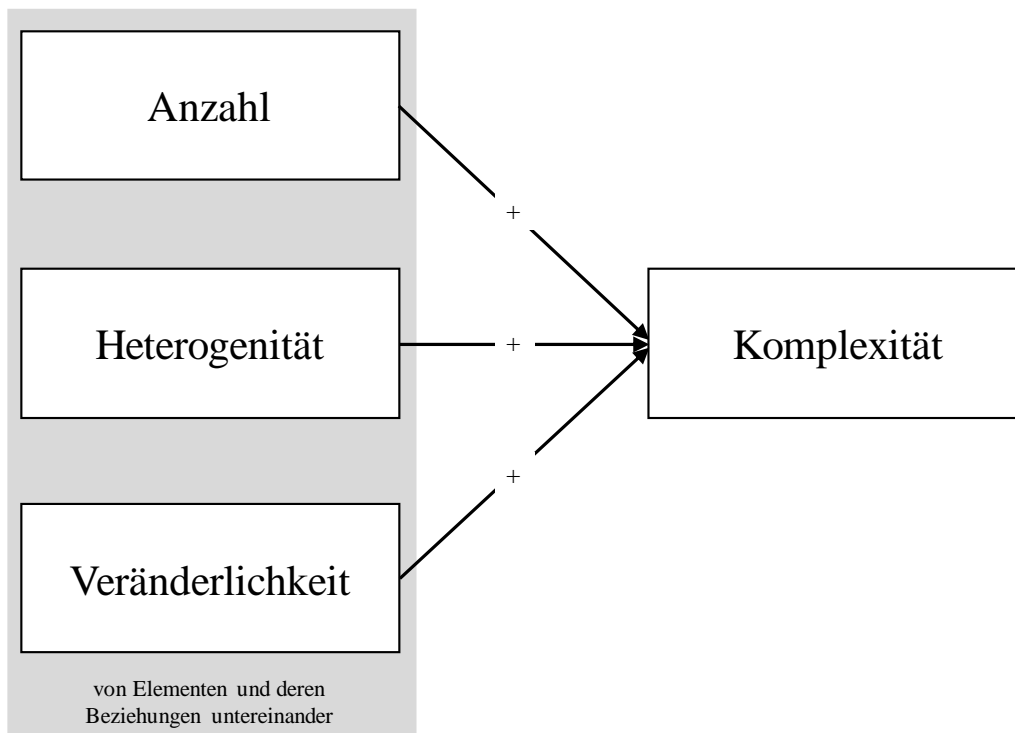 Anzahl
+
Heterogenität
+
Komplexität
+
Veränderlichkeit
von Elementen und deren
Beziehungen untereinander